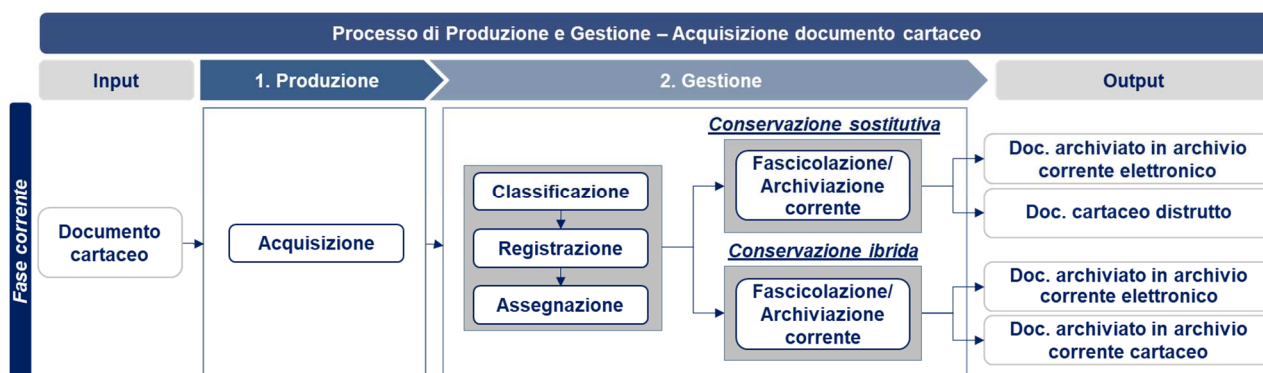 Processo di Produzione e Gestione – Acquisizione documento cartaceo
Input
1. Produzione
2. Gestione
Output
Fase corrente
Documento
cartaceo
Acquisizione
Classificazione
Registrazione
Assegnazione
Conservazione sostitutiva
Fascicolazione/
Archiviazione
corrente
Conservazione ibrida
Fascicolazione/
Archiviazione
corrente
Doc. archiviato in archivio
corrente elettronico
Doc. cartaceo distrutto
Doc. archiviato in archivio
corrente elettronico
Doc. archiviato in archivio
corrente cartaceo